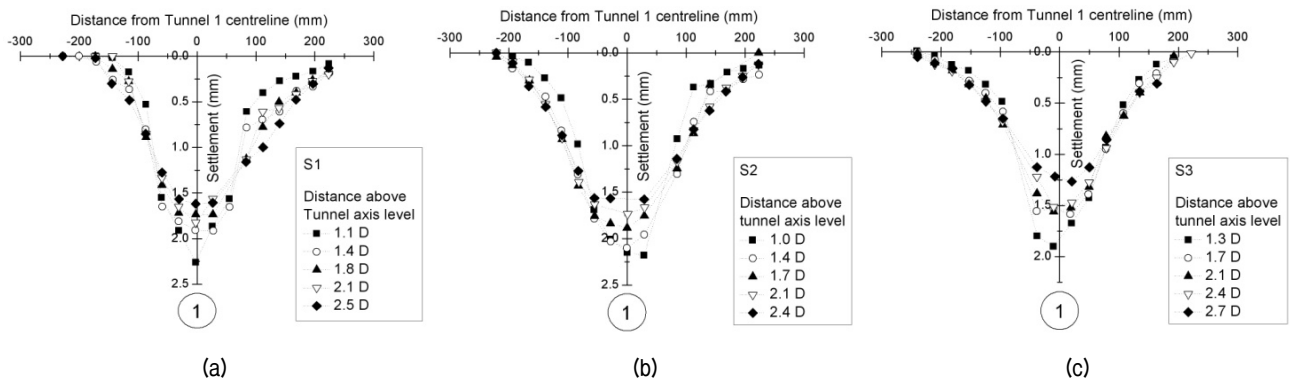 Distance from Tunnel 1 centreline (mm)
-300 -200 -100 0 100 200 300
0.0
0.5
1.0
1.5
2.0
2.5
Settlement (mm)
S1
Distance above
Tunnel axis level
1.1 D
1.4 D
1.8 D
2.1 D
2.5 D
1
(a)
Distance from Tunnel 1 centreline (mm)
-300 -200 -100 0 100 200 300
0.0
0.5
1.0
1.5
2.0
2.5
Settlement (mm)
S2
Distance above
tunnel axis level
1.0 D
1.4 D
1.7 D
2.1 D
2.4 D
1
(b)
Distance from Tunnel 1 centreline (mm)
-300 -200 -100 0 100 200 300
0.0
0.5
1.0
1.5
2.0
Settlement (mm)
S3
Distance above
tunnel axis level
1.3 D
1.7 D
2.1 D
2.4 D
2.7 D
1
(c)